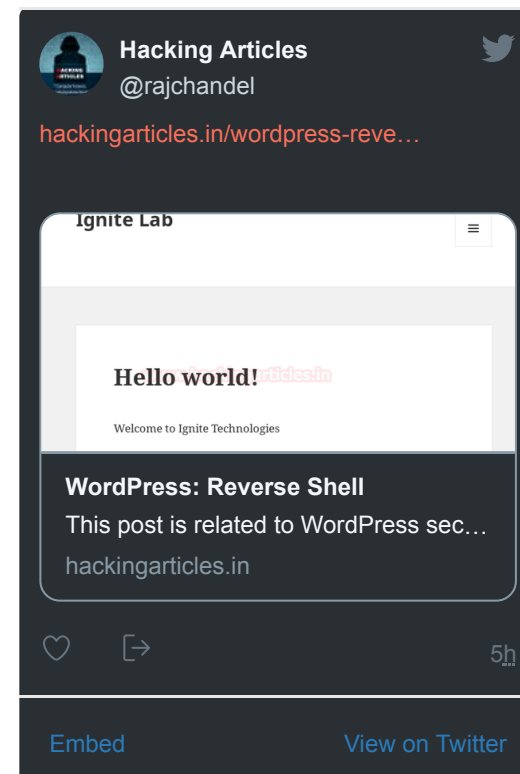 Hacking Articles
@rajchandel
hackingarticles.in/wordpress-reve…
Ignite Lab
Hello world!
Welcome to Ignite Technologies
WordPress: Reverse Shell
This post is related to WordPress sec…
hackingarticles.in
5h
Embed
View on Twitter